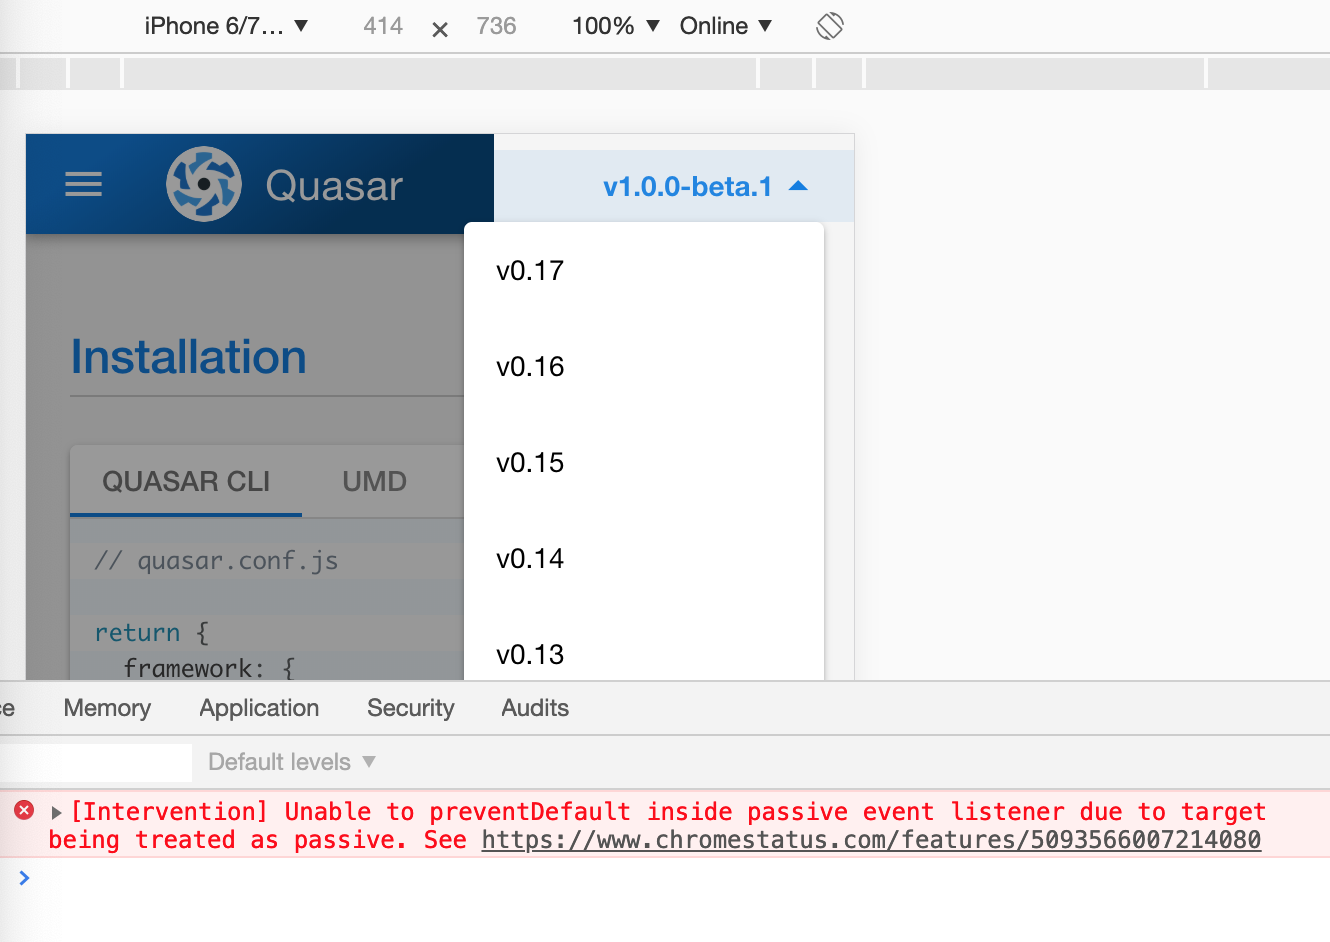 iPhone 6/7… ▼ 414 × 736 100% ▼ Online ▼
Quasar
v1.0.0-beta.1
v0.17
Installation
v0.16
QUASAR CLI UMD
v0.15
// quasar.conf.js
v0.14
return {
framework: {
v0.13
ce Memory Application Security Audits
Default levels ▼
[Intervention] Unable to preventDefault inside passive event listener due to target
being treated as passive. See https://www.chromestatus.com/features/5093566007214080